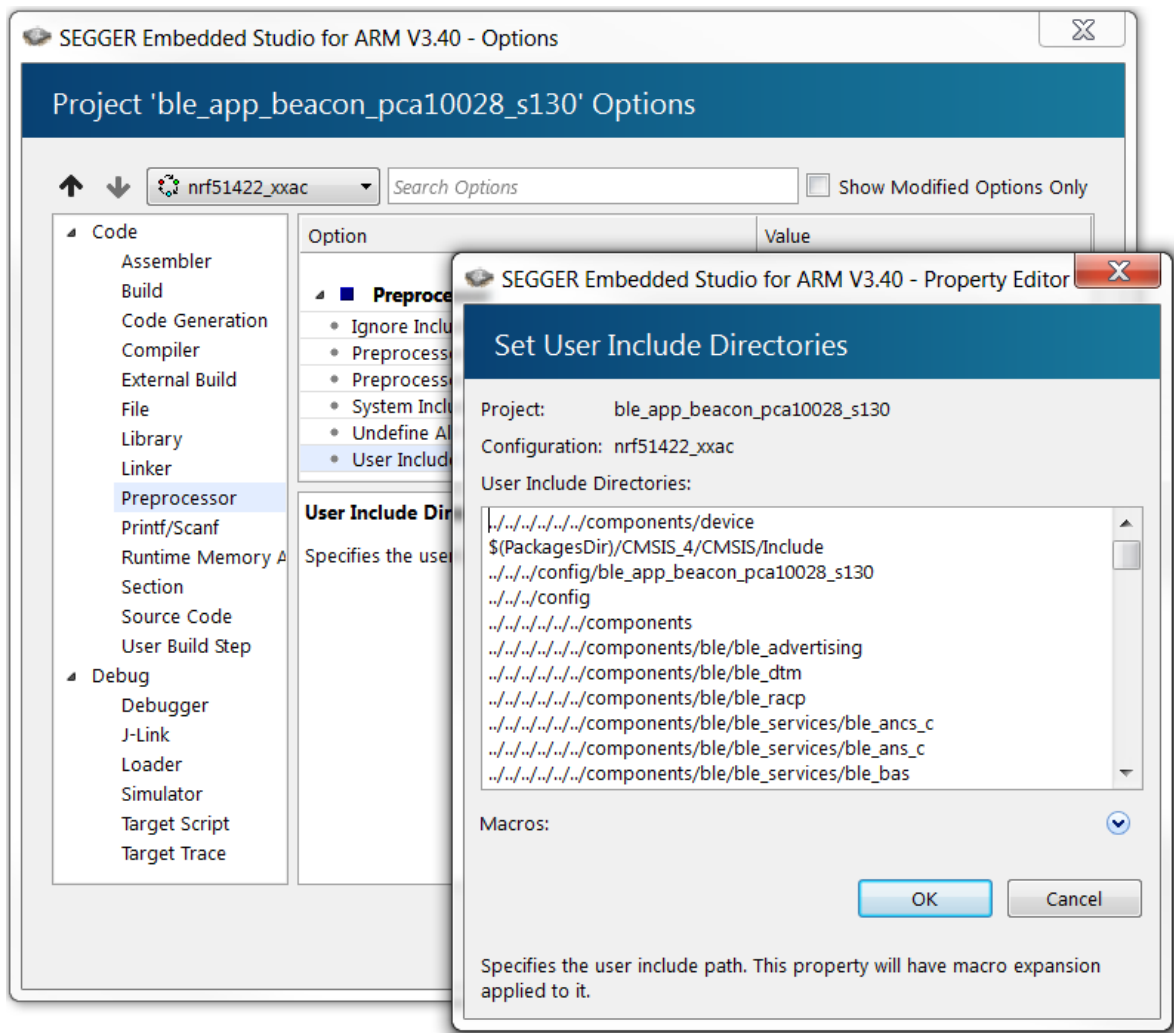 SEGGER Embedded Studio for ARM V3.40 - Options
Project 'ble_app_beacon_pca10028_s130' Options
nrf51422_xxac
Search Options
Show Modified Options Only
Code
Assembler
Build
Code Generation
Compiler
External Build
File
Library
Linker
Preprocessor
Printf/Scanf
Runtime Memory A
Section
Source Code
User Build Step
Debug
Debugger
J-Link
Loader
Simulator
Target Script
Target Trace
Option
Value
Preproce
Ignore Inclu
Preprocess
Preprocess
System Inclu
Undefine Al
User Includ
User Include Dir
Specifies the use
SEGGER Embedded Studio for ARM V3.40 - Property Editor
Set User Include Directories
Project: ble_app_beacon_pca10028_s130
Configuration: nrf51422_xxac
User Include Directories:
../../../../../../components/device
$(PackagesDir)/CMSIS_4/CMSIS/Include
../../../config/ble_app_beacon_pca10028_s130
../../../config
../../../../../../components
../../../../../../components/ble/ble_advertising
../../../../../../components/ble/ble_dtm
../../../../../../components/ble/ble_racp
../../../../../../components/ble/ble_services/ble_ancs_c
../../../../../../components/ble/ble_services/ble_ans_c
../../../../../../components/ble/ble_services/ble_bas
Macros:
OK
Cancel
Specifies the user include path. This property will have macro expansion
applied to it.